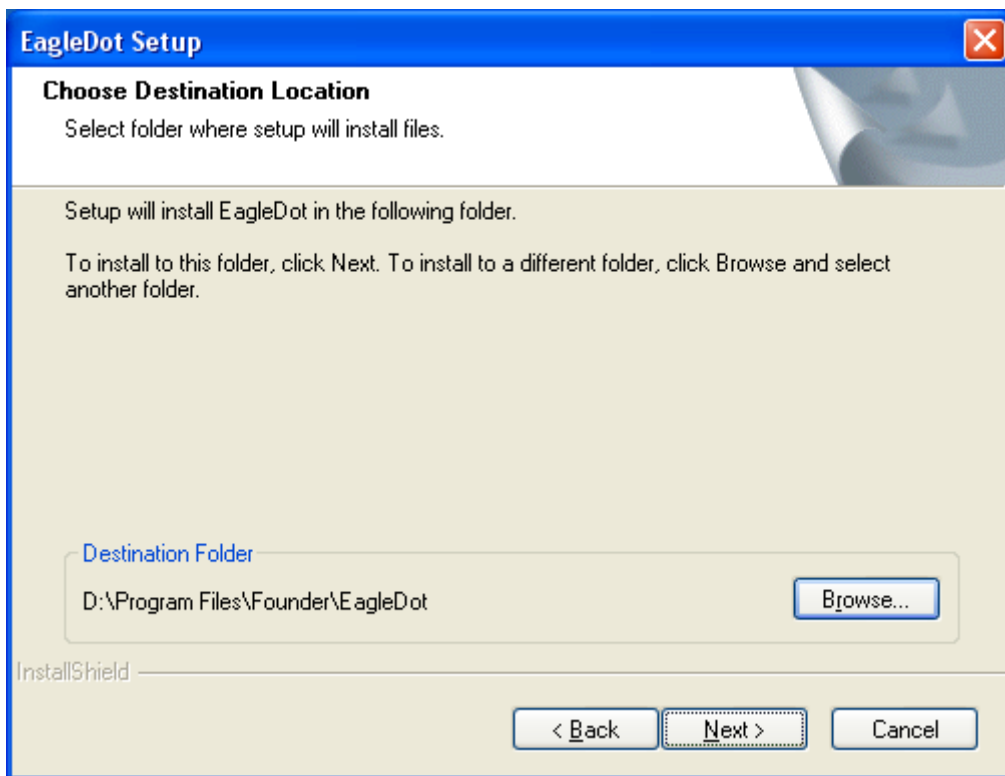 EagleDot Setup
Choose Destination Location
Select folder where setup will install files.
Setup will install EagleDot in the following folder.
To install to this folder, click Next. To install to a different folder, click Browse and select
another folder.
Destination Folder
D:\Program Files\Founder\EagleDot
Browse...
InstallShield
< Back
Next >
Cancel